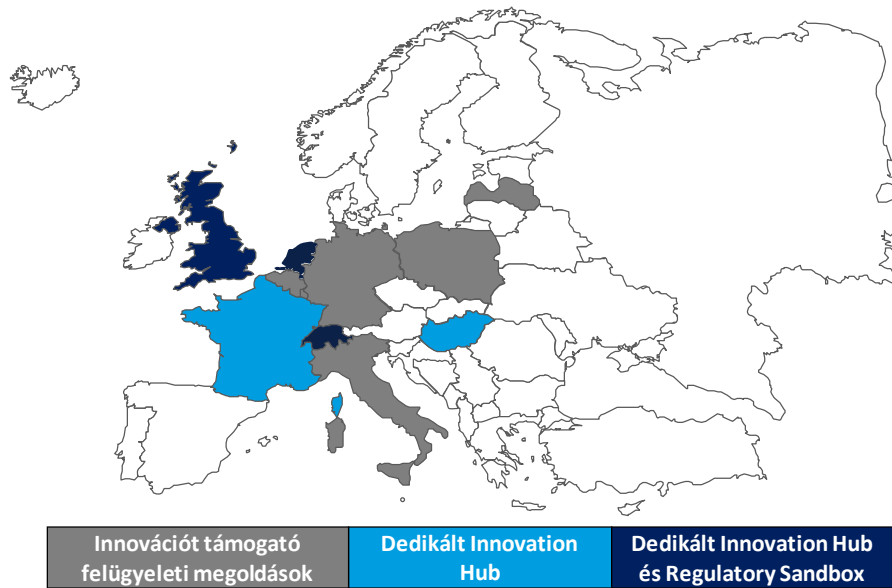 Innovációt támogató
felügyeleti megoldások
Dedikált Innovation
Hub
Dedikált Innovation Hub
és Regulatory Sandbox